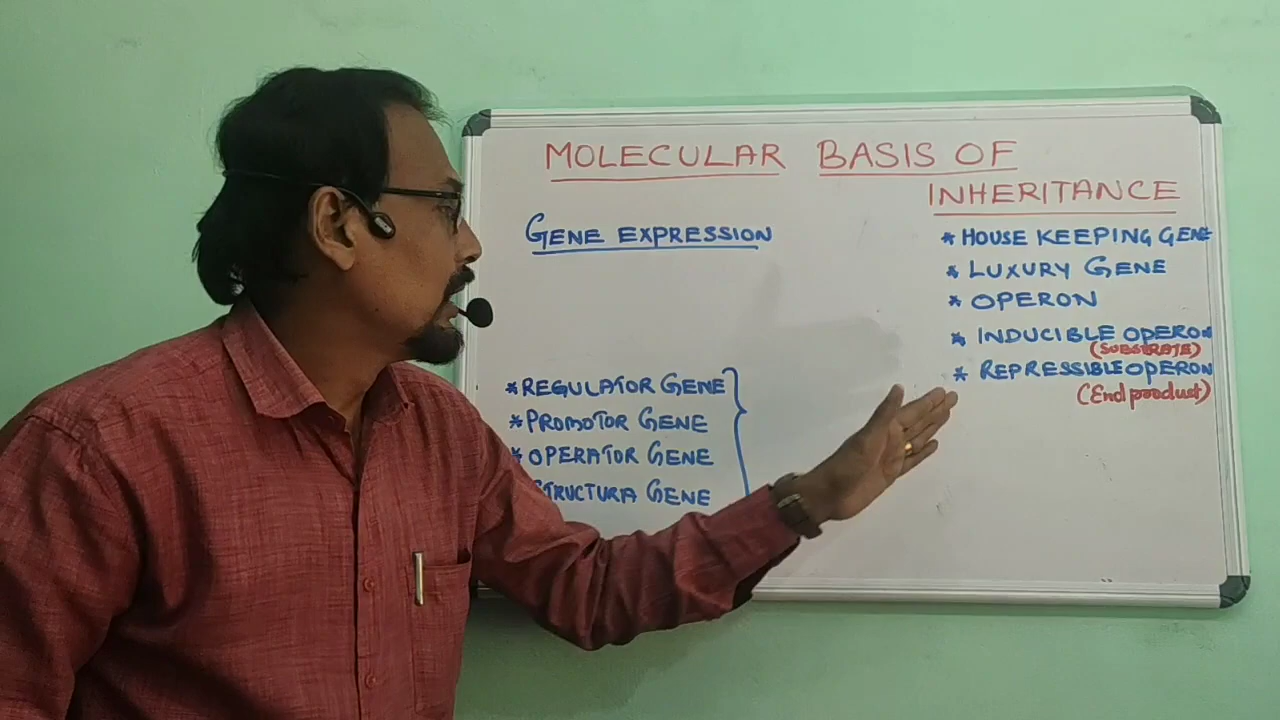 MOLECULAR BASIS OF
INHERITANCE
GENE EXPRESSION
* REGULATOR GENE
* PROMOTOR GENE
* OPERATOR GENE
STRUCTURA GENE
* HOUSE KEEPING GENE
* LUXURY GENE
* OPERON
* INDUCIBLE OPERON
(SUBSTRATE)
* REPRESSIBLE OPERON
(End product)